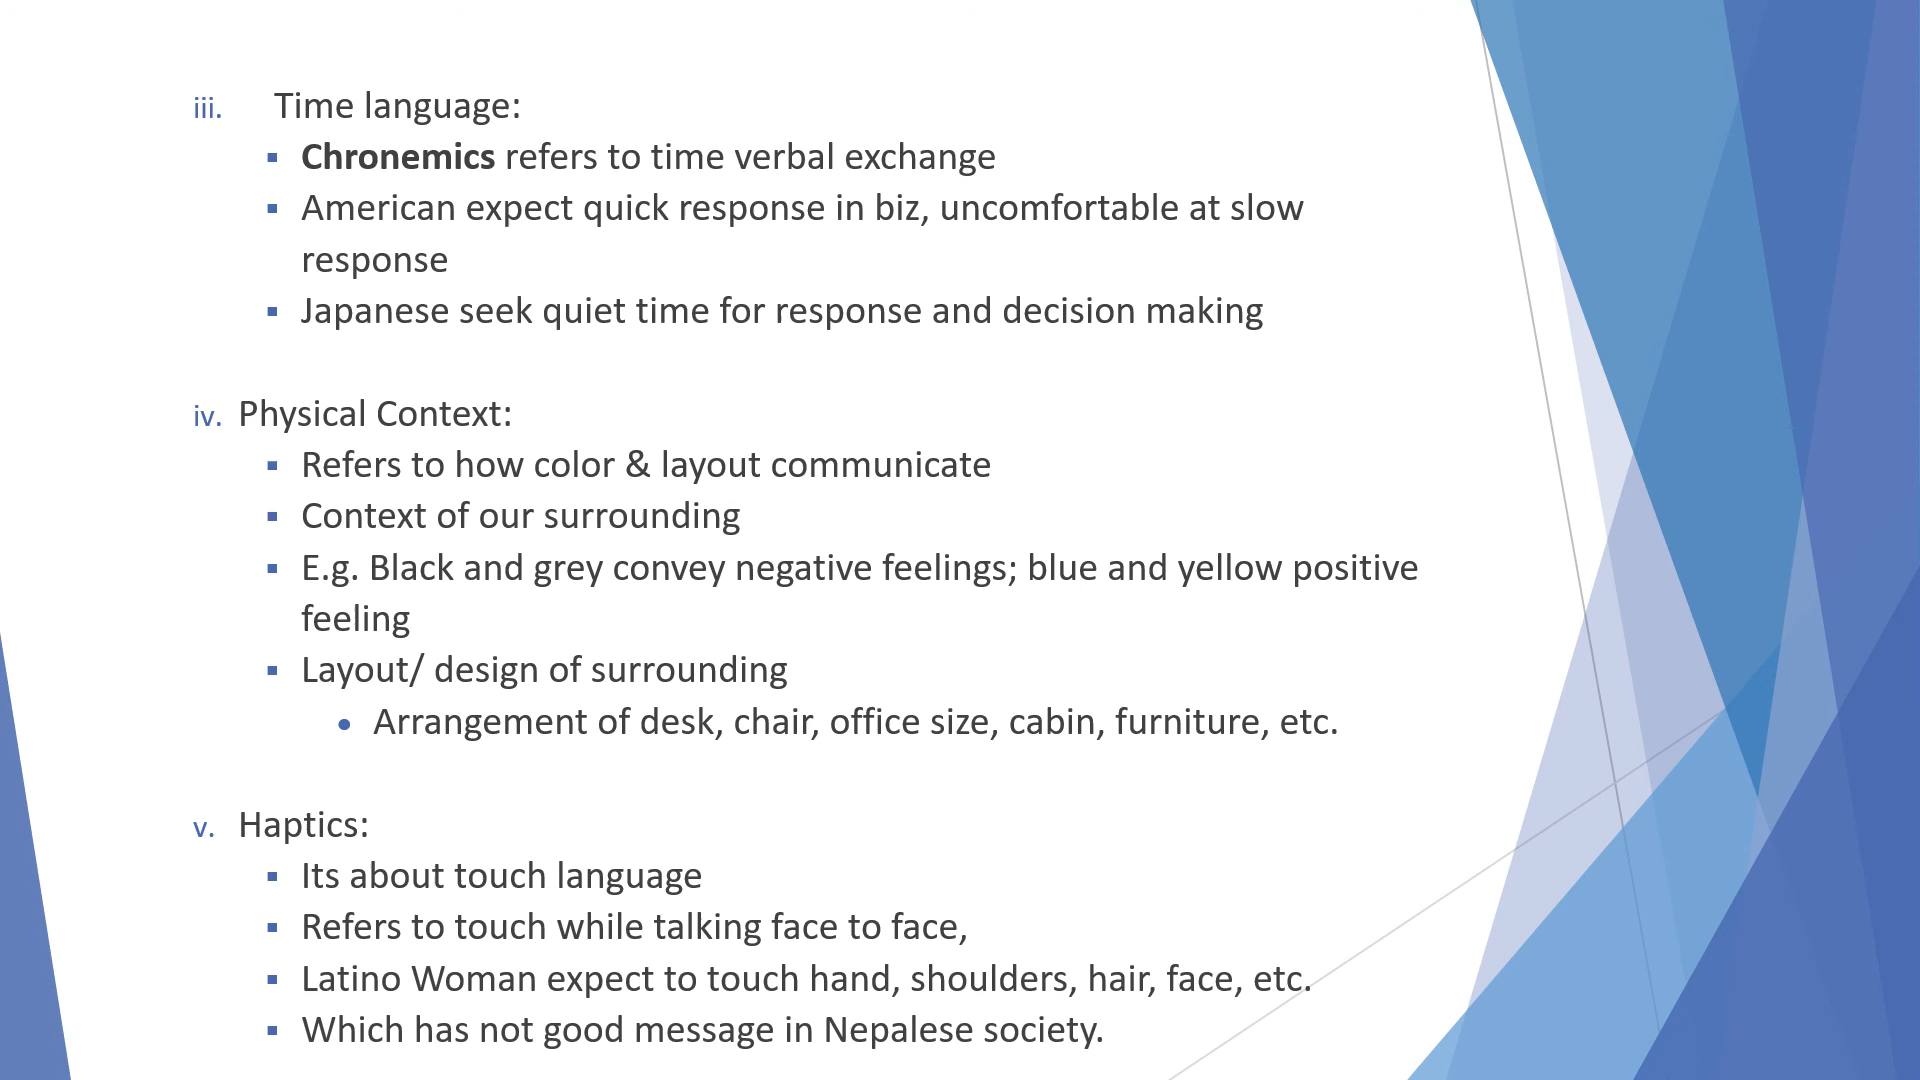 iii. Time language:
▪ Chronemics refers to time verbal exchange
▪ American expect quick response in biz, uncomfortable at slow
response
▪ Japanese seek quiet time for response and decision making
iv. Physical Context:
▪ Refers to how color & layout communicate
▪ Context of our surrounding
▪ E.g. Black and grey convey negative feelings; blue and yellow positive
feeling
▪ Layout/ design of surrounding
• Arrangement of desk, chair, office size, cabin, furniture, etc.
v. Haptics:
▪ Its about touch language
▪ Refers to touch while talking face to face,
▪ Latino Woman expect to touch hand, shoulders, hair, face, etc.
▪ Which has not good message in Nepalese society.